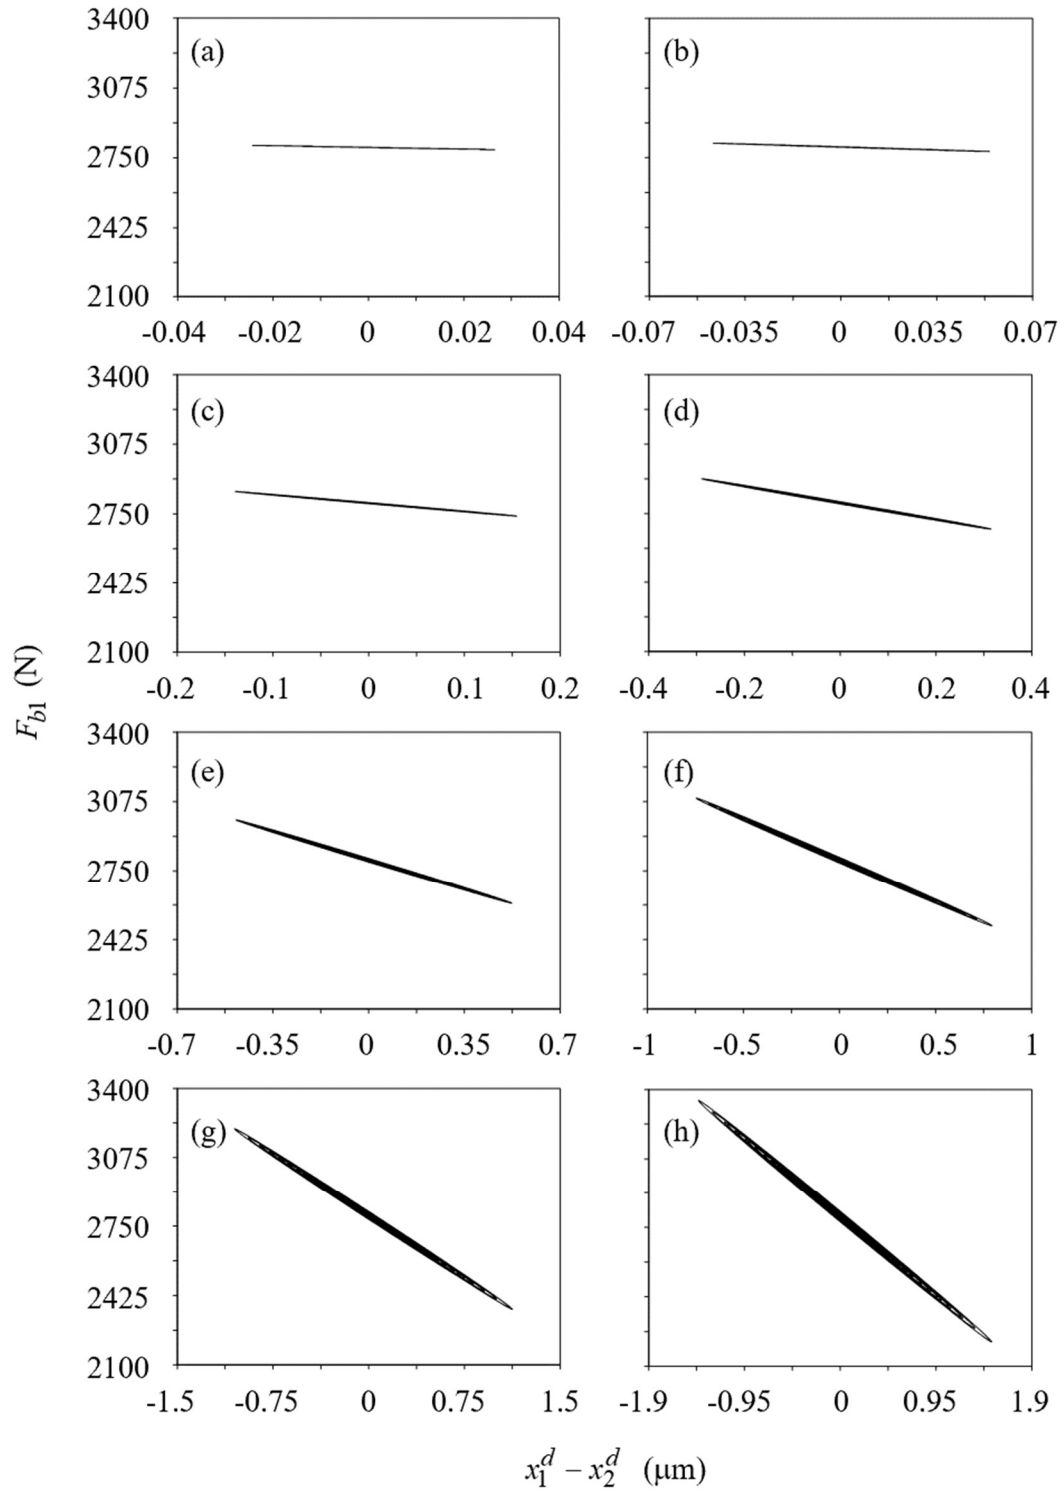 3400
(a)
(b)
3075
2750
2425
2100
-0.04 -0.02 0 0.02 0.04
-0.07 -0.035 0 0.035 0.07
3400
(c)
(d)
3075
2750
2425
2100
-0.2 -0.1 0 0.1 0.2
-0.4 -0.2 0 0.2 0.4
F_b1 (N)
3400
(e)
(f)
3075
2750
2425
2100
-0.7 -0.35 0 0.35 0.7
-1 -0.5 0 0.5 1
3400
(g)
(h)
3075
2750
2425
2100
-1.5 -0.75 0 0.75 1.5
-1.9 -0.95 0 0.95 1.9
x_1^d – x_2^d (μm)